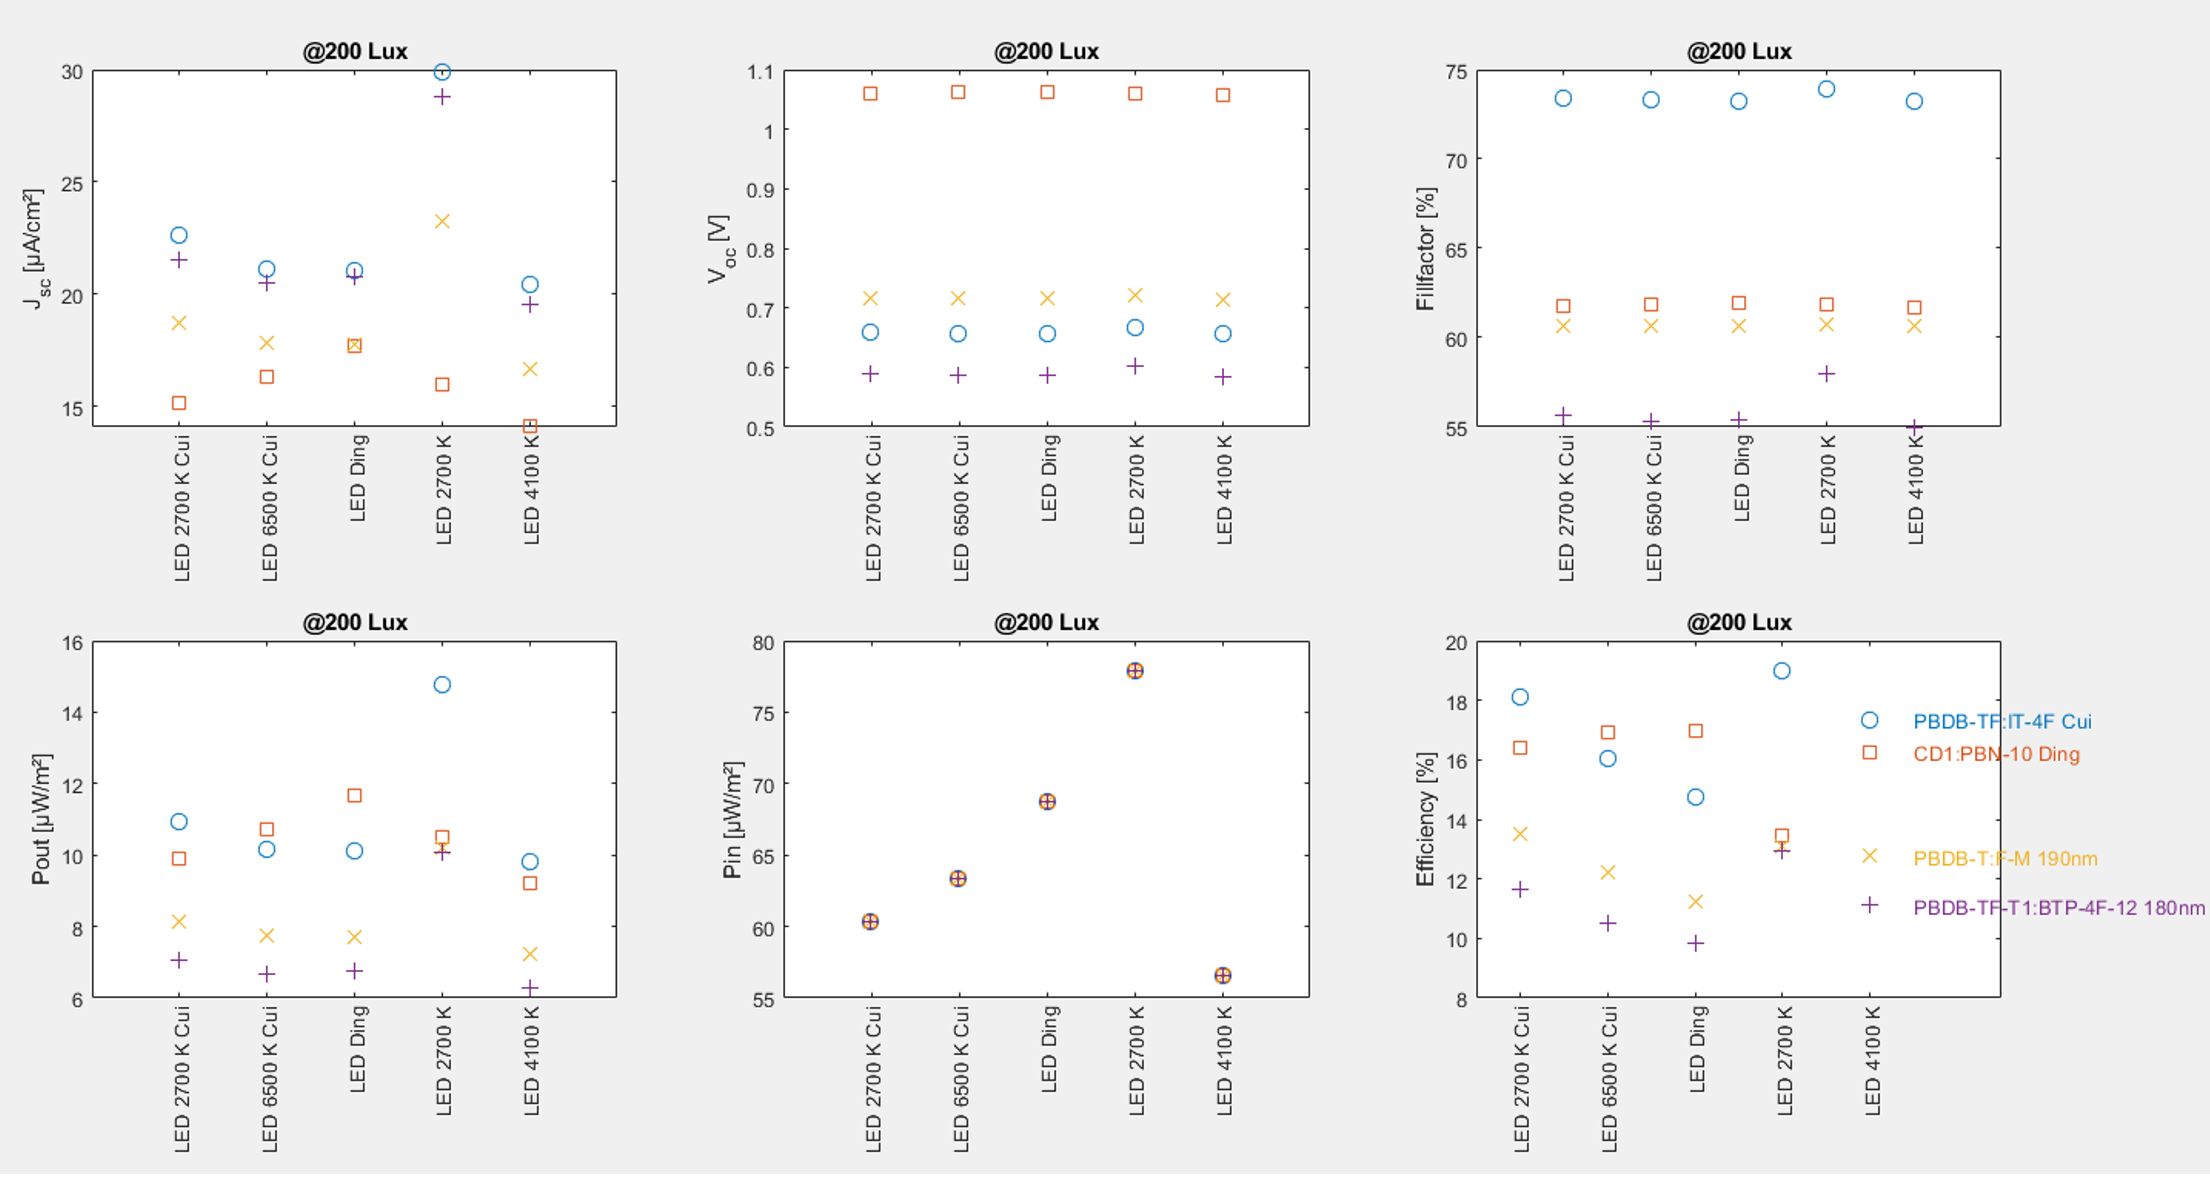 @200 Lux
30
25
20
15
J_sc [µA/cm²]
LED 2700 K Cui
LED 6500 K Cui
LED Ding
LED 2700 K
LED 4100 K
@200 Lux
1.1
1
0.9
0.8
0.7
0.6
0.5
V_oc [V]
LED 2700 K Cui
LED 6500 K Cui
LED Ding
LED 2700 K
LED 4100 K
@200 Lux
75
70
65
60
55
Fillfactor [%]
LED 2700 K Cui
LED 6500 K Cui
LED Ding
LED 2700 K
LED 4100 K
@200 Lux
16
14
12
10
8
6
Pout [µW/m²]
LED 2700 K Cui
LED 6500 K Cui
LED Ding
LED 2700 K
LED 4100 K
@200 Lux
80
75
70
65
60
55
Pin [µW/m²]
LED 2700 K Cui
LED 6500 K Cui
LED Ding
LED 2700 K
LED 4100 K
@200 Lux
20
18
16
14
12
10
8
Efficiency [%]
LED 2700 K Cui
LED 6500 K Cui
LED Ding
LED 2700 K
LED 4100 K
PBDB-TF:IT-4F Cui
CD1:PBN-10 Ding
PBDB-T:F-M 190nm
PBDB-TF-T1:BTP-4F-12 180nm